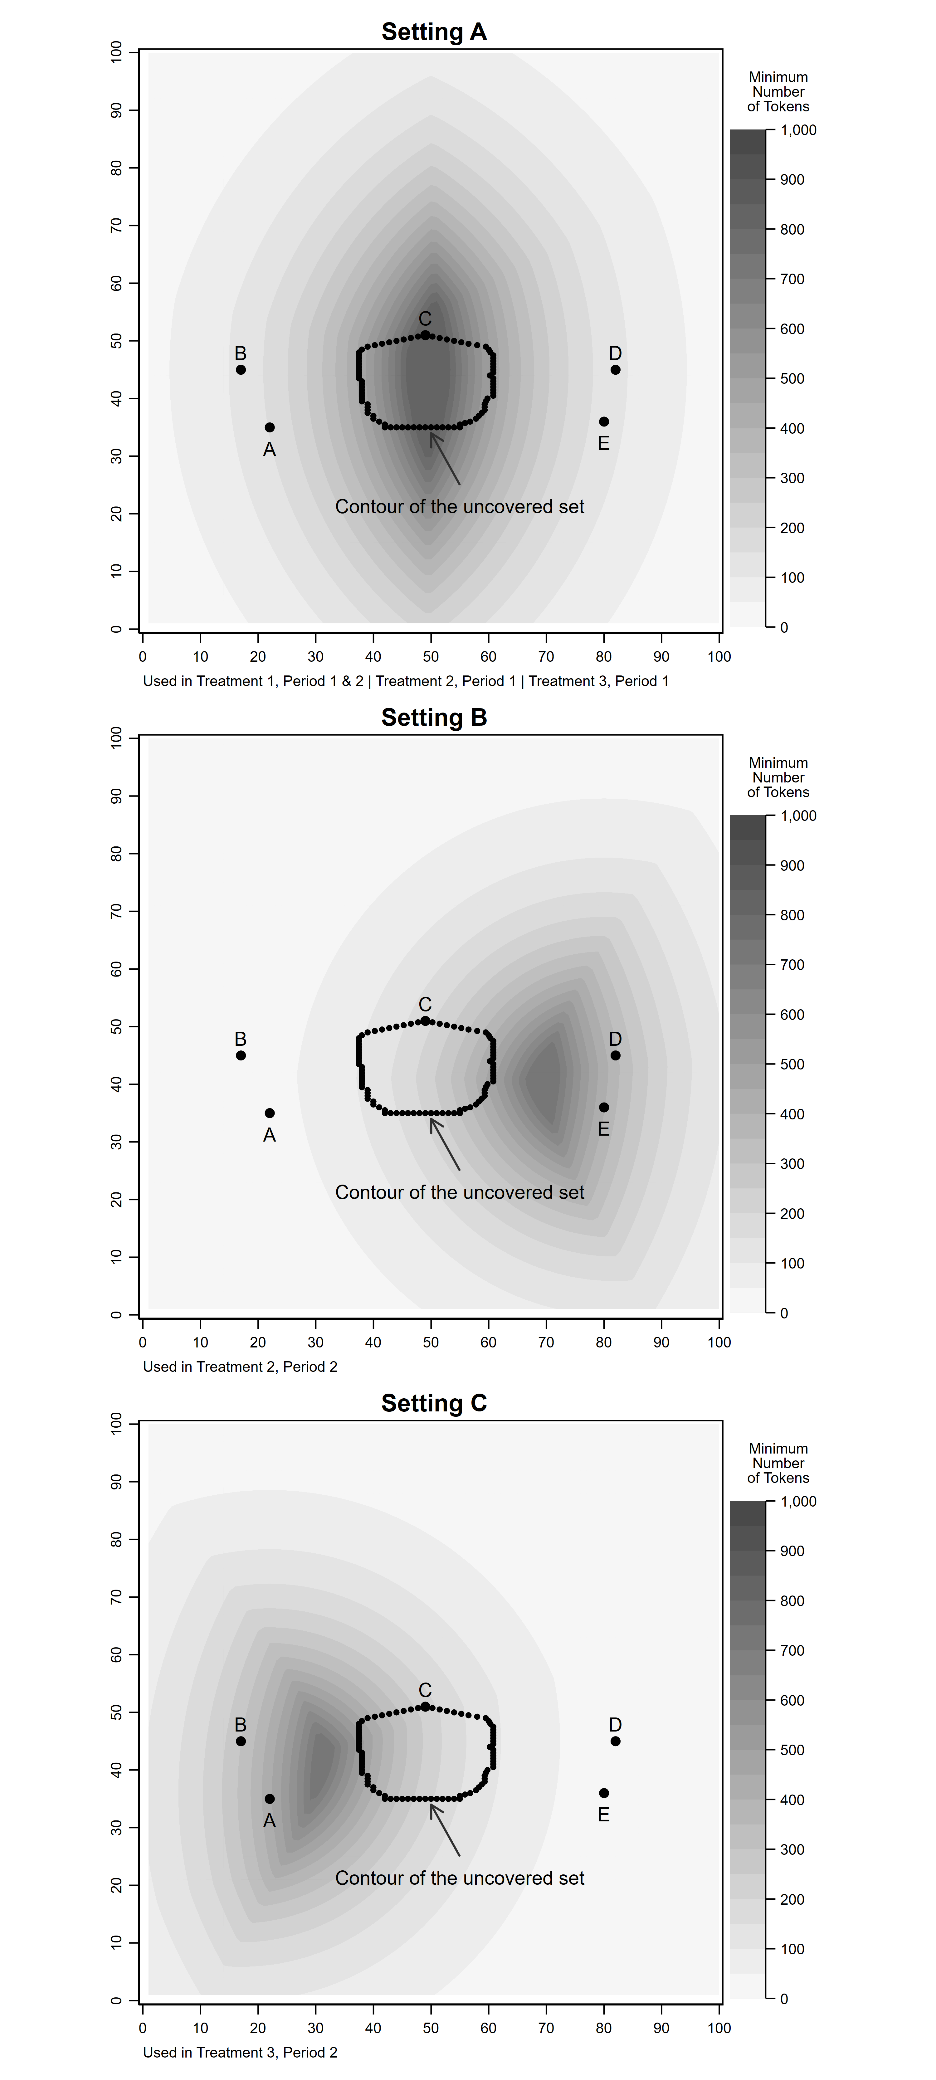 Setting A
Minimum
Number
of Tokens
100
90
80
70
60
50
40
30
20
10
0
1,000
900
800
700
600
500
400
300
200
100
0
C
B
D
A
E
Contour of the uncovered set
0 10 20 30 40 50 60 70 80 90 100
Used in Treatment 1, Period 1 & 2 | Treatment 2, Period 1 | Treatment 3, Period 1
Setting B
Minimum
Number
of Tokens
100
90
80
70
60
50
40
30
20
10
0
1,000
900
800
700
600
500
400
300
200
100
0
C
B
D
A
E
Contour of the uncovered set
0 10 20 30 40 50 60 70 80 90 100
Used in Treatment 2, Period 2
Setting C
Minimum
Number
of Tokens
100
90
80
70
60
50
40
30
20
10
0
1,000
900
800
700
600
500
400
300
200
100
0
C
B
D
A
E
Contour of the uncovered set
0 10 20 30 40 50 60 70 80 90 100
Used in Treatment 3, Period 2